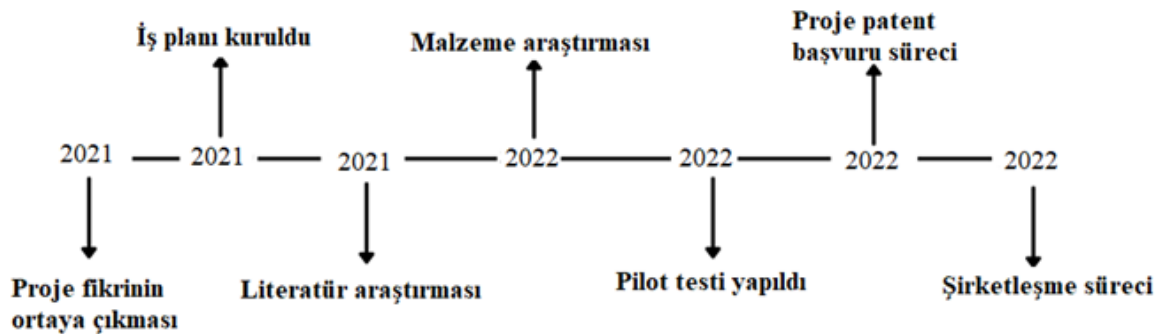 İş planı kuruldu
Malzeme araştırması
Proje patent
başvuru süreci
2021
2021
2021
2022
2022
2022
2022
Proje fikrinin
ortaya çıkması
Literatür araştırması
Pilot testi yapıldı
Şirketleşme süreci